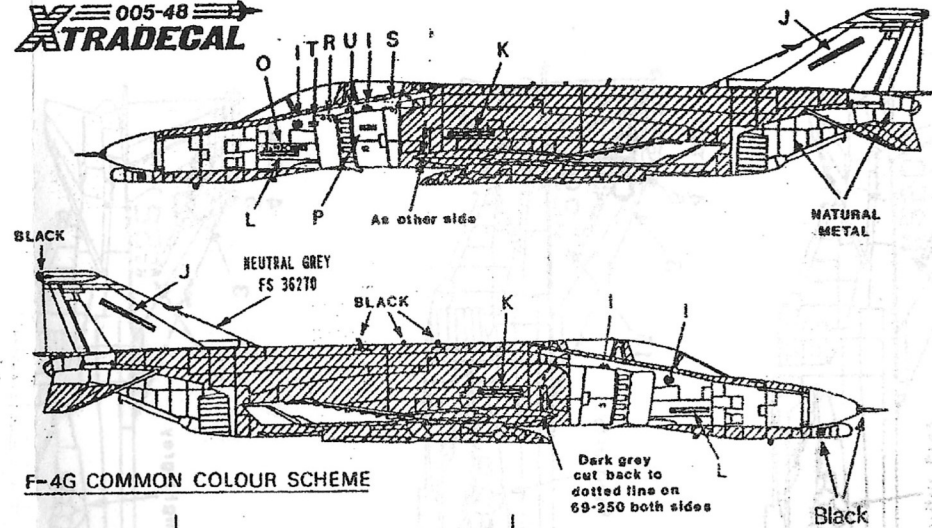 005-48
XTRADECAL
O I T R U I S
K
J
L
P
As other side
NATURAL
METAL
BLACK
J
NEUTRAL GREY
FS 36270
BLACK
K
I
I
L
F-4G COMMON COLOUR SCHEME
Dark grey
cut back to
dotted line on
69-250 both sides
Black